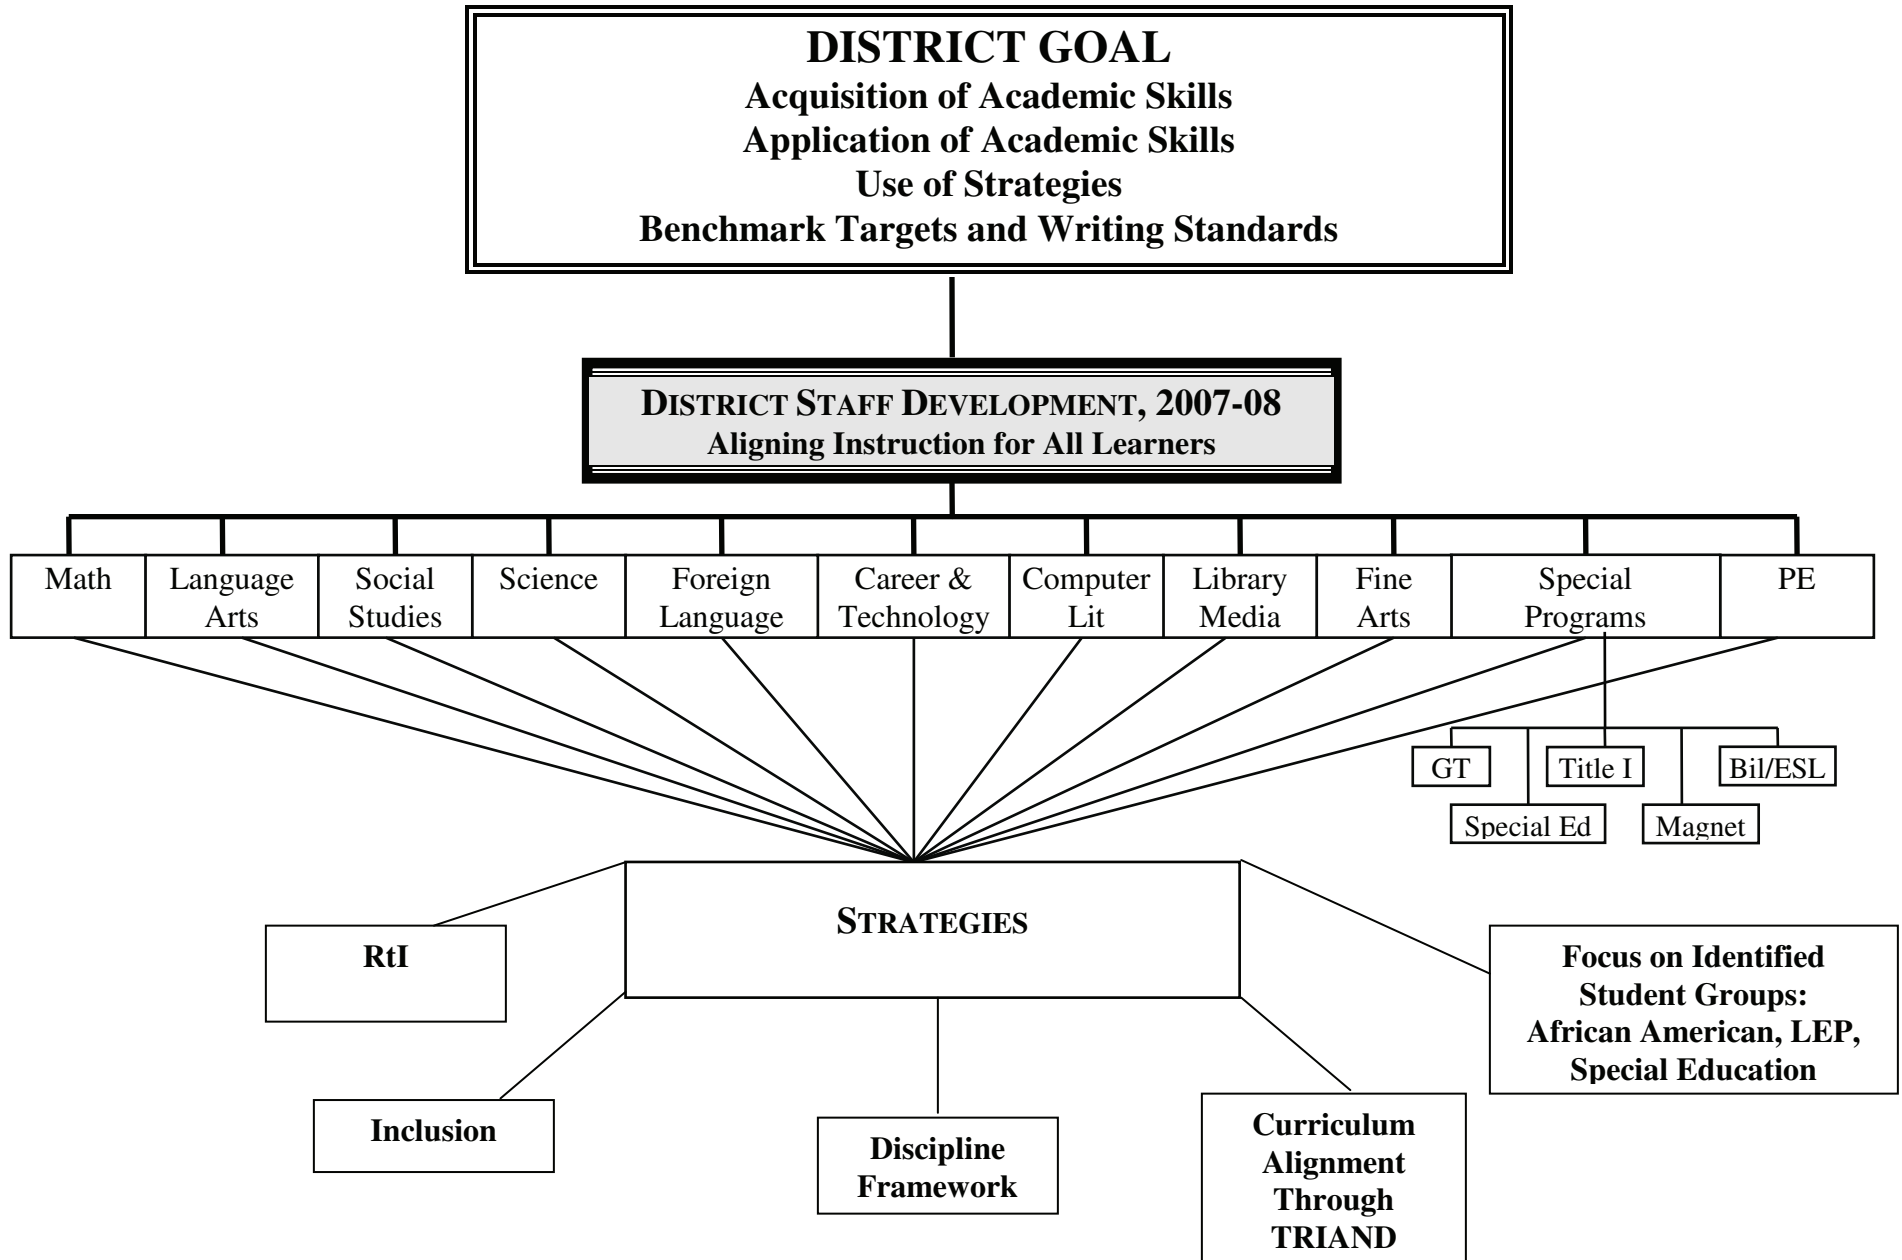 DISTRICT GOAL
Acquisition of Academic Skills
Application of Academic Skills
Use of Strategies
Benchmark Targets and Writing Standards
DISTRICT STAFF DEVELOPMENT, 2007-08
Aligning Instruction for All Learners
Math
Language
Arts
Social
Studies
Science
Foreign
Language
Career &
Technology
Computer
Lit
Library
Media
Fine
Arts
Special
Programs
PE
GT
Title I
Bil/ESL
Special Ed
Magnet
STRATEGIES
RtI
Focus on Identified
Student Groups:
African American, LEP,
Special Education
Inclusion
Discipline
Framework
Curriculum
Alignment
Through
TRIAND